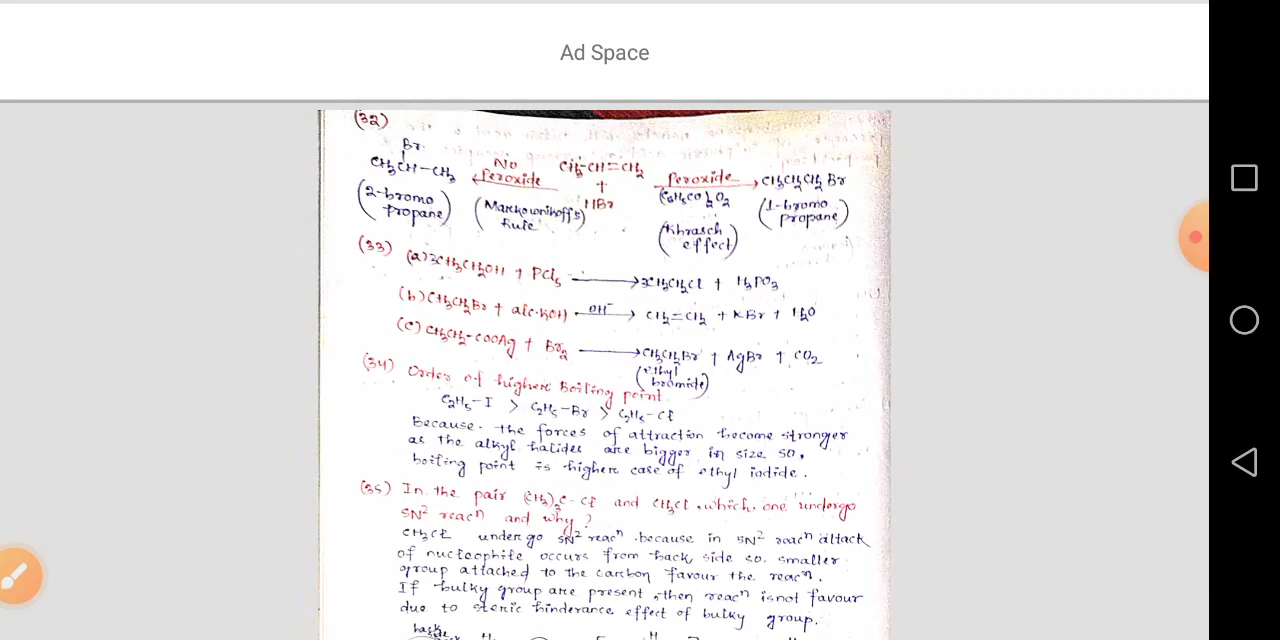 Ad Space
(32)
Br
CH3CH-CH3 No Peroxide CH3-CH=CH2 Peroxide CH3CH2CH2Br
(2-bromo propane) (Markownikoff's Rule) + HBr (C6H5CO)2O2 (1-bromo propane)
(Khrasch effect)
(33) (a) 3CH3CH2OH + PCl5 → 3CH3CH2Cl + H3PO3
(b) CH3CH2Br + alc.KOH OH⁻ → CH2=CH2 + KBr + H2O
(c) CH3CH2-COOAg + Br2 → CH3CH2Br + AgBr + CO2
(ethyl bromide)
(34) Order of higher Boiling point
C2H5-I > C2H5-Br > C2H5-Cl
Because the forces of attraction become stronger
as the alkyl halides are bigger in size so,
boiling point is higher case of ethyl iodide.
(35) In the pair (CH3)3C-Cl and CH3Cl, which one undergo
SN² reacⁿ and why?
CH3Cl undergo SN² reacⁿ because in SN² reacⁿ attack
of nucleophile occurs from back side so smaller
group attached to the carbon favour the reacⁿ.
If bulky group are present, then reacⁿ is not favour
due to steric hinderance effect of bulky group.